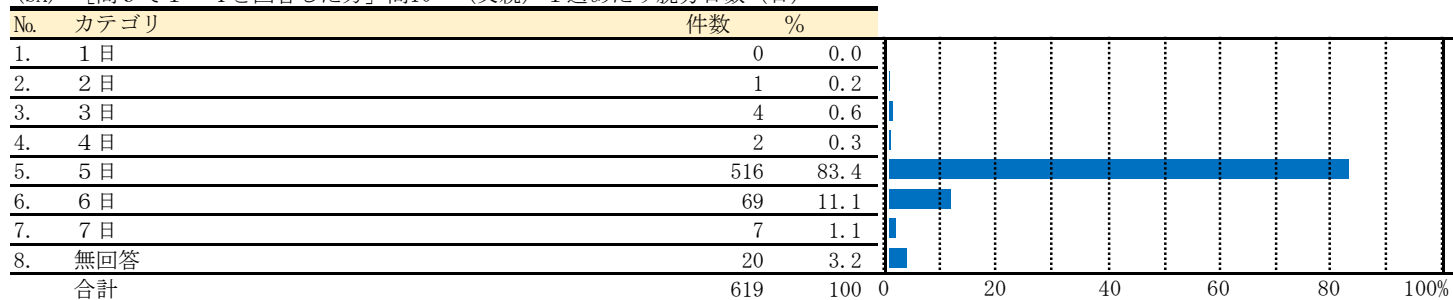 № カテゴリ 件数 %
1. 1日 0 0.0
2. 2日 1 0.2
3. 3日 4 0.6
4. 4日 2 0.3
5. 5日 516 83.4
6. 6日 69 11.1
7. 7日 7 1.1
8. 無回答 20 3.2
合計 619 100
0 20 40 60 80 100%